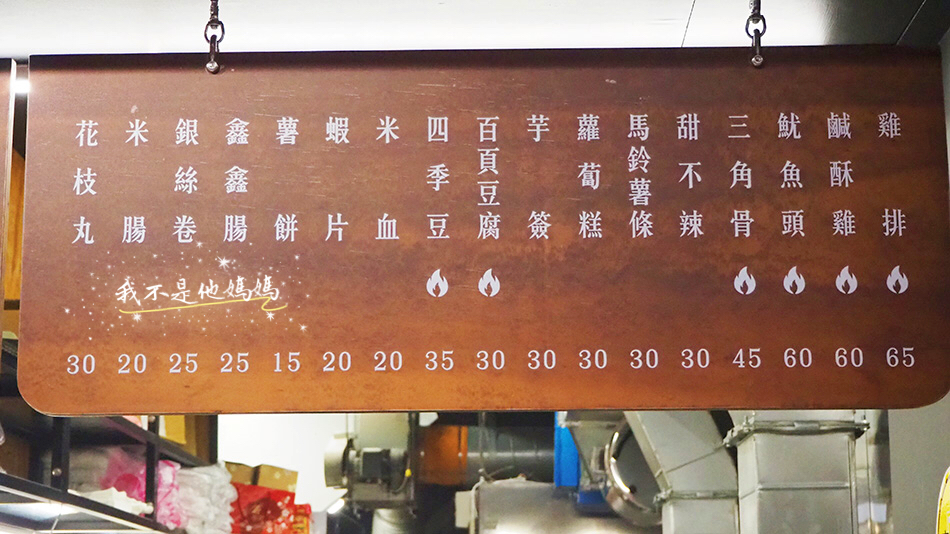 雞排 65
鹹酥雞 60
魷魚頭 60
三角骨 45
甜不辣 30
馬鈴薯條 30
蘿蔔糕 30
芋簽 30
百頁豆腐 30
四季豆 35
米血 20
蝦片 20
薯餅 15
鑫鑫腸 25
銀絲卷 25
米腸 20
花枝丸 30
我不是他媽媽